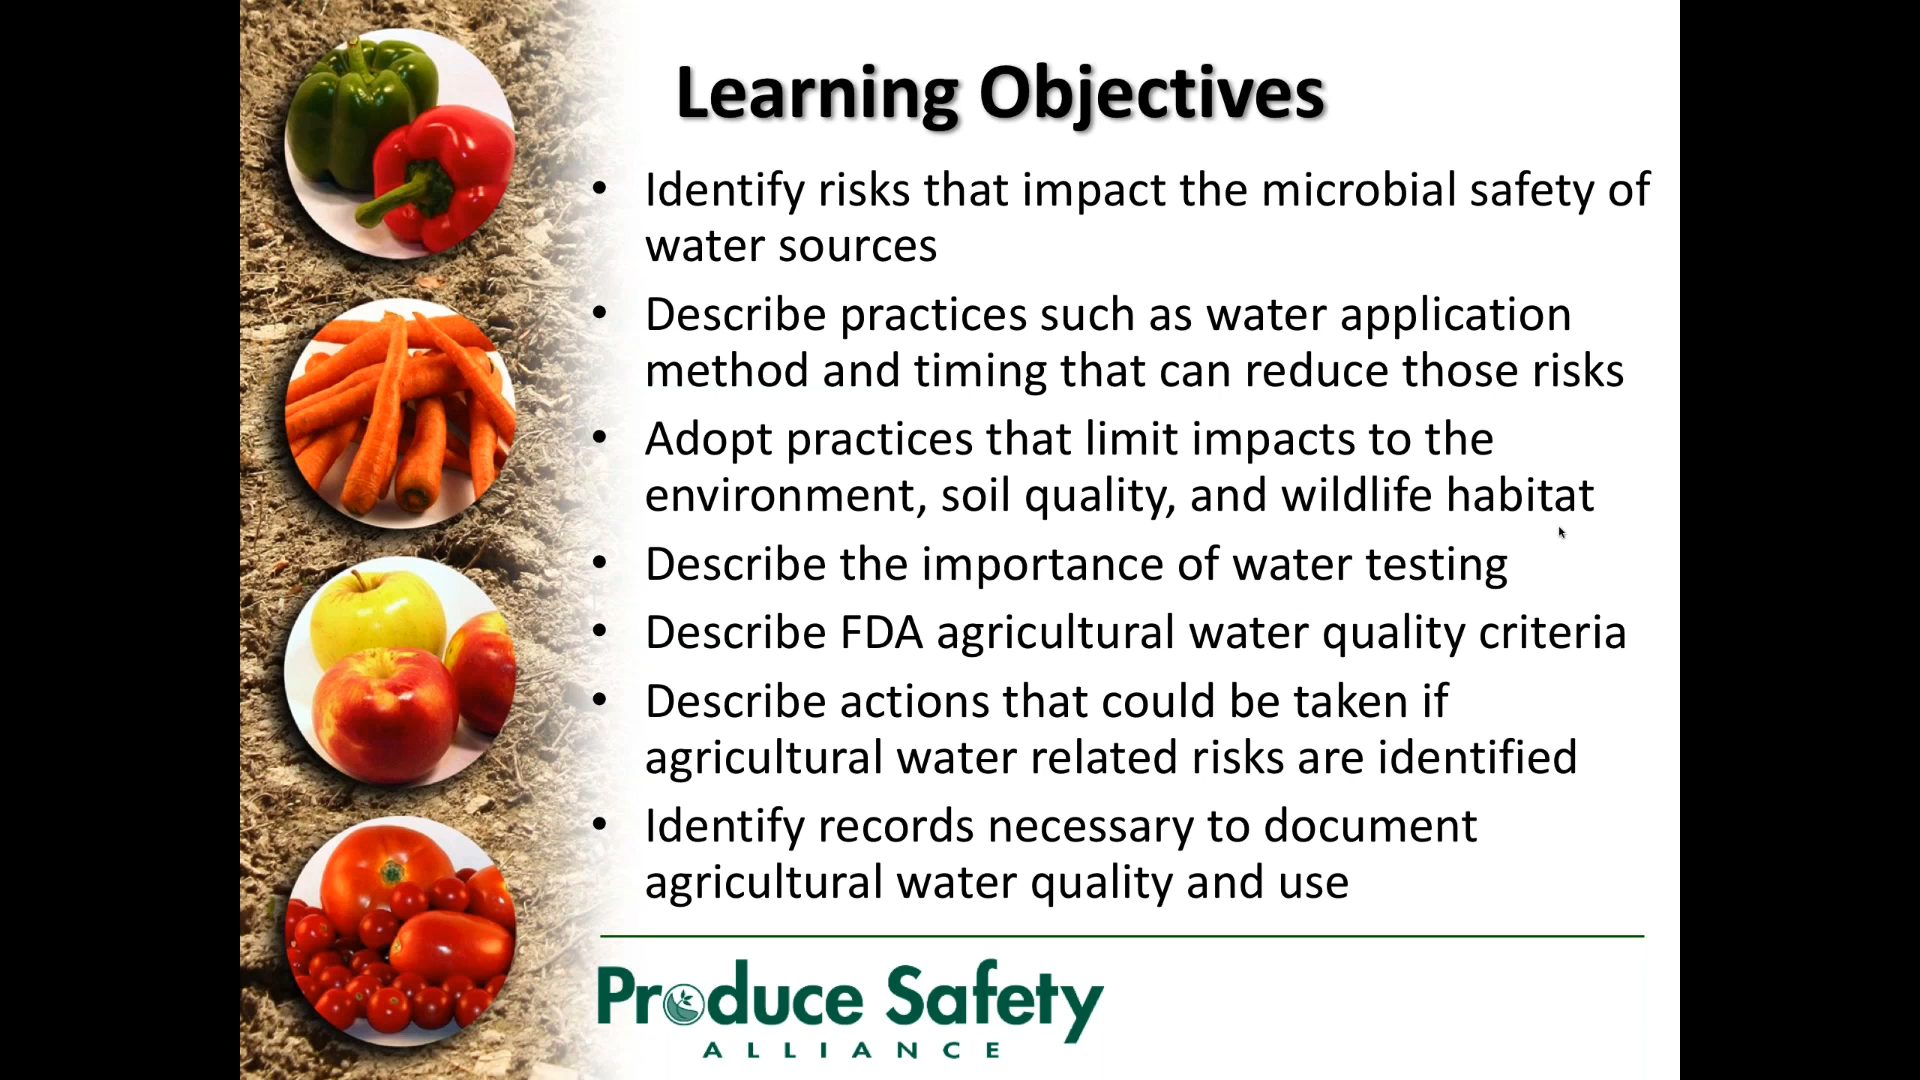 Learning Objectives
• Identify risks that impact the microbial safety of
water sources
• Describe practices such as water application
method and timing that can reduce those risks
• Adopt practices that limit impacts to the
environment, soil quality, and wildlife habitat
• Describe the importance of water testing
• Describe FDA agricultural water quality criteria
• Describe actions that could be taken if
agricultural water related risks are identified
• Identify records necessary to document
agricultural water quality and use
Produce Safety
ALLIANCE